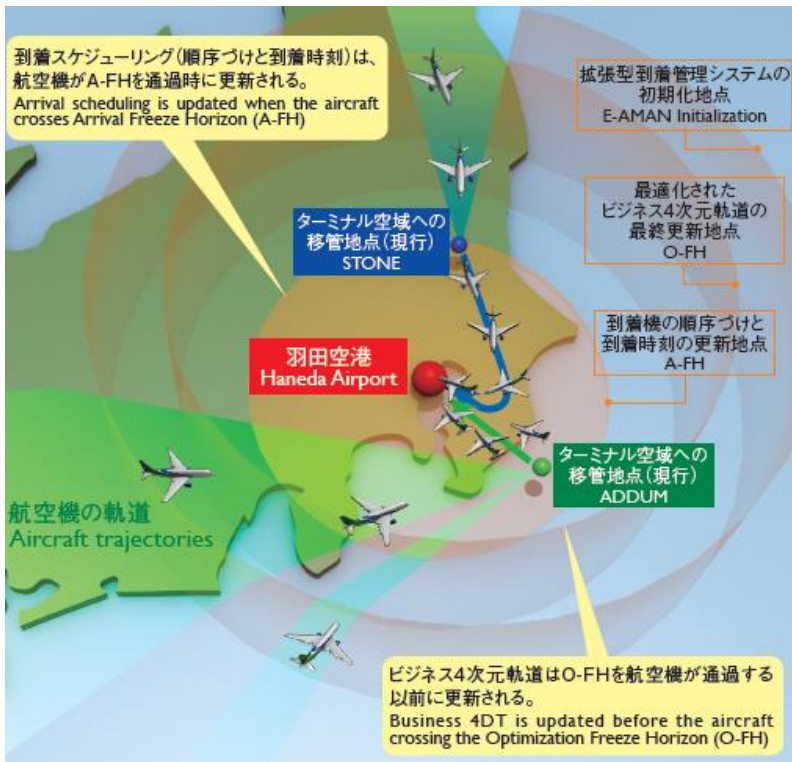 到着スケジューリング(順序づけと到着時刻)は、
航空機がA-FHを通過時に更新される。
Arrival scheduling is updated when the aircraft
crosses Arrival Freeze Horizon (A-FH)
拡張型到着管理システムの
初期化地点
E-AMAN Initialization
最適化された
ビジネス4次元軌道の
最終更新地点
O-FH
ターミナル空域への
移管地点(現行)
STONE
到着機の順序づけと
到着時刻の更新地点
A-FH
羽田空港
Haneda Airport
ターミナル空域への
移管地点(現行)
ADDUM
航空機の軌道
Aircraft trajectories
ビジネス4次元軌道はO-FHを航空機が通過する
以前に更新される。
Business 4DT is updated before the aircraft
crossing the Optimization Freeze Horizon (O-FH)